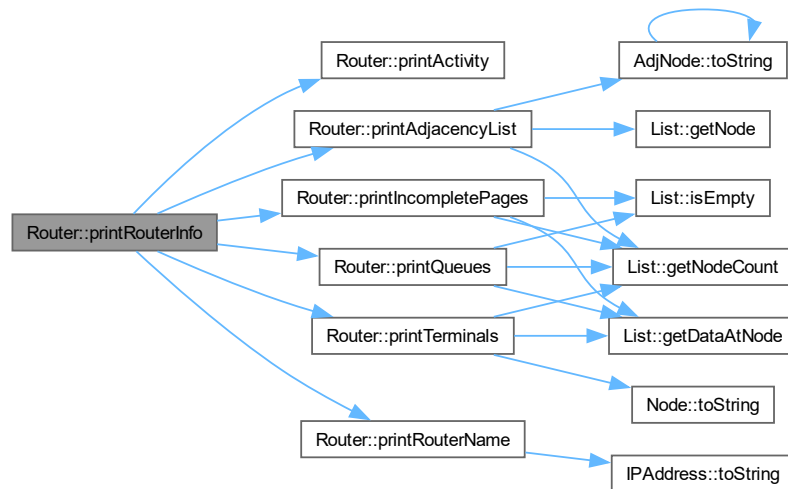 Router::printRouterInfo
Router::printActivity
Router::printAdjacencyList
Router::printIncompletePages
Router::printQueues
Router::printTerminals
Router::printRouterName
AdjNode::toString
List::getNode
List::isEmpty
List::getNodeCount
List::getDataAtNode
Node::toString
IPAddress::toString